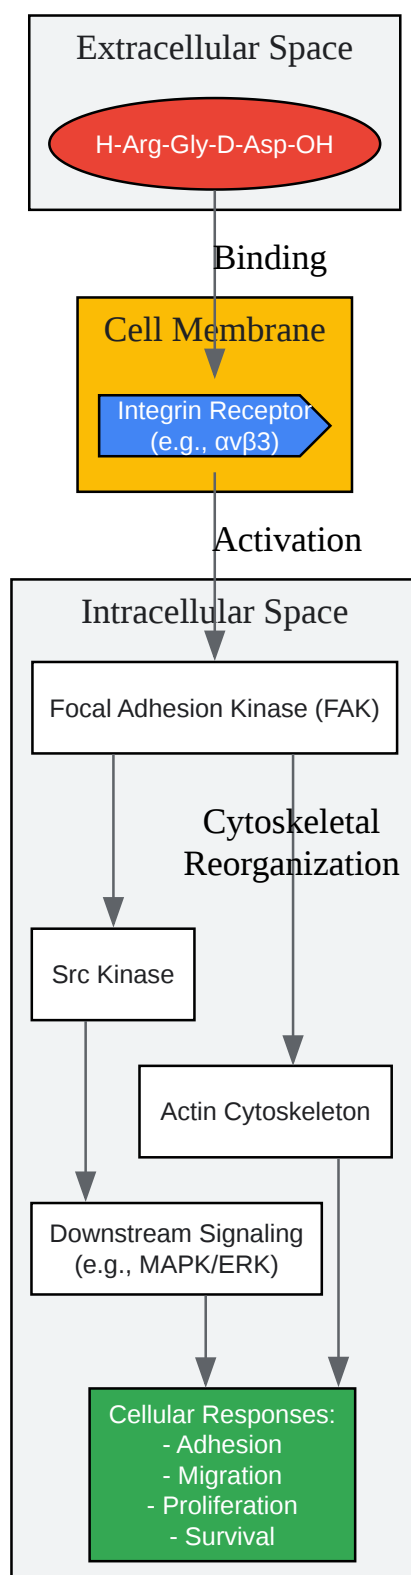 Extracellular Space
H-Arg-Gly-D-Asp-OH
Binding
Cell Membrane
Integrin Receptor
(e.g., αvβ3)
Activation
Intracellular Space
Focal Adhesion Kinase (FAK)
Cytoskeletal
Reorganization
Src Kinase
Actin Cytoskeleton
Downstream Signaling
(e.g., MAPK/ERK)
Cellular Responses:
- Adhesion
- Migration
- Proliferation
- Survival